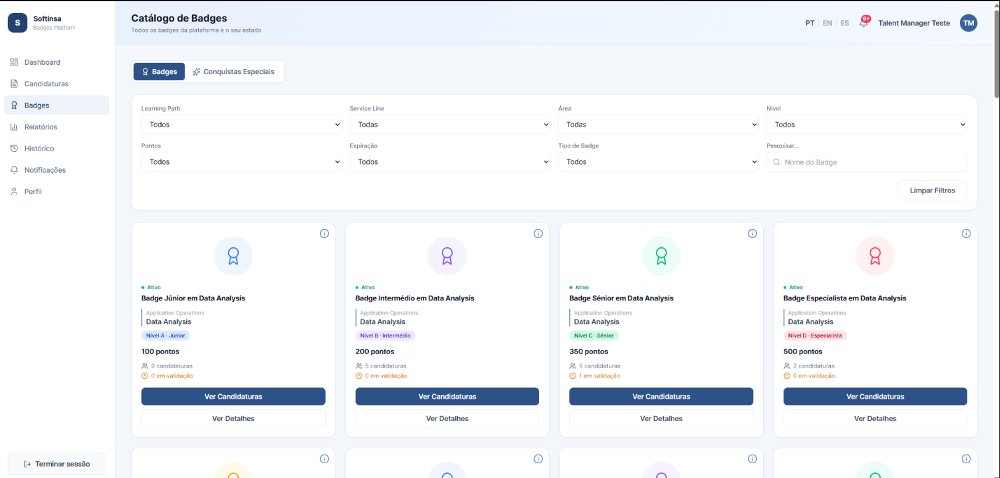 S
Softinsa
Badges Platform
Dashboard
Candidaturas
Badges
Relatórios
Histórico
Notificações
Perfil
Terminar sessão
Catálogo de Badges
Todos os badges da plataforma e o seu estado
PT EN ES 9+ Talent Manager Teste TM
Badges Conquistas Especiais
Learning Path Service Line Área Nível
Todos Todas Todas Todos
Pontos Expiração Tipo de Badge Pesquisar...
Todos Todos Todos Nome do Badge
Limpar Filtros
Ativo
Badge Júnior em Data Analysis
Application Operations
Data Analysis
Nível A · Júnior
100 pontos
9 candidaturas
0 em validação
Ver Candidaturas
Ver Detalhes
Ativo
Badge Intermédio em Data Analysis
Application Operations
Data Analysis
Nível B · Intermédio
200 pontos
5 candidaturas
0 em validação
Ver Candidaturas
Ver Detalhes
Ativo
Badge Sénior em Data Analysis
Application Operations
Data Analysis
Nível C · Sénior
350 pontos
5 candidaturas
1 em validação
Ver Candidaturas
Ver Detalhes
Ativo
Badge Especialista em Data Analysis
Application Operations
Data Analysis
Nível D · Especialista
500 pontos
2 candidaturas
0 em validação
Ver Candidaturas
Ver Detalhes